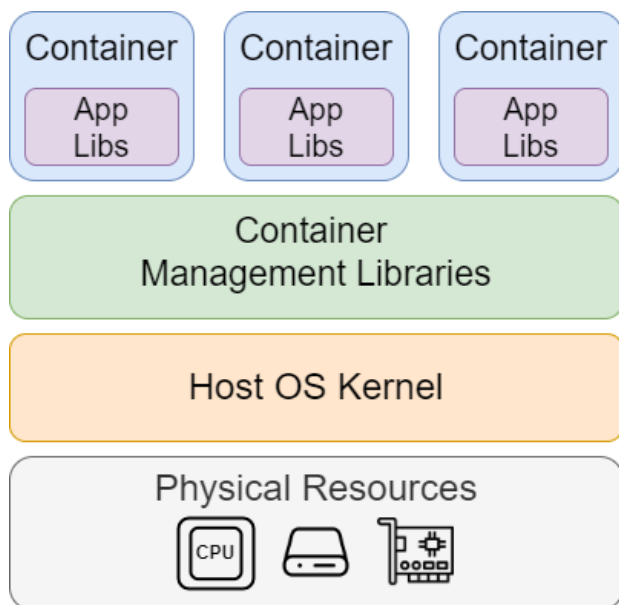 Container Container Container
App App App
Libs Libs Libs
Container
Management Libraries
Host OS Kernel
Physical Resources
CPU